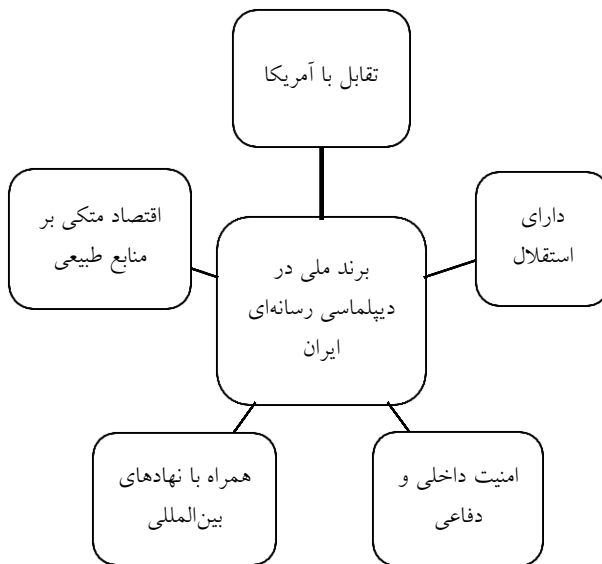 تقابل با آمریکا
دارای
استقلال
اقتصاد متکی بر
منابع طبیعی
برند ملی در
دیپلماسی رسانه‌ای
ایران
امنیت داخلی و
دفاعی
همراه با نهادهای
بین‌المللی